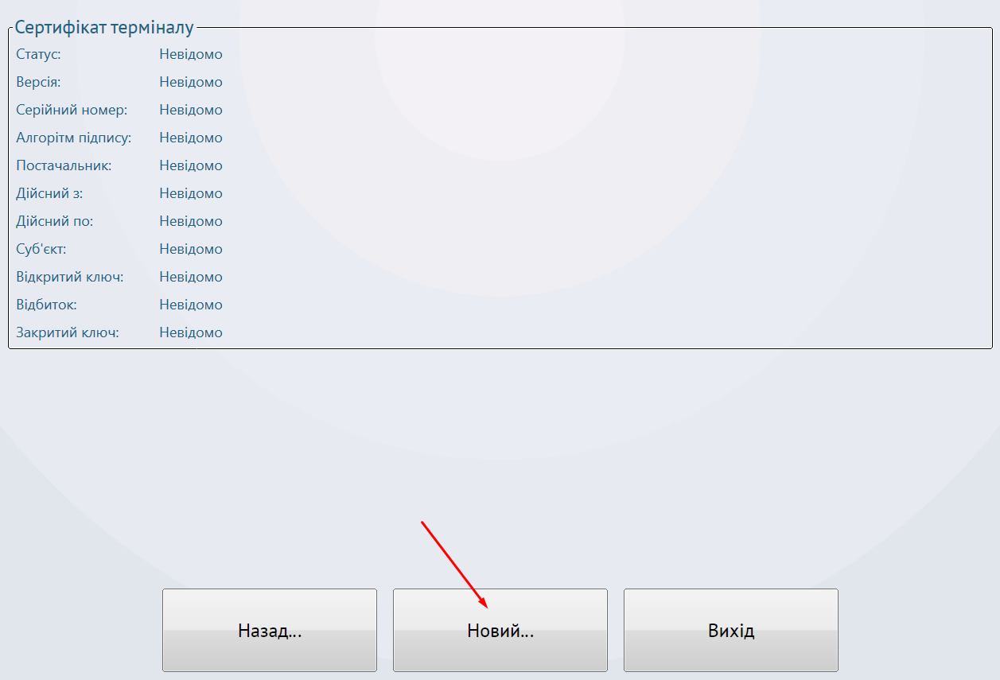 Сертифікат терміналу
Статус: Невідомо
Версія: Невідомо
Серійний номер: Невідомо
Алгорітм підпису: Невідомо
Постачальник: Невідомо
Дійсний з: Невідомо
Дійсний по: Невідомо
Суб'єкт: Невідомо
Відкритий ключ: Невідомо
Відбиток: Невідомо
Закритий ключ: Невідомо
Назад... Новий... Вихід